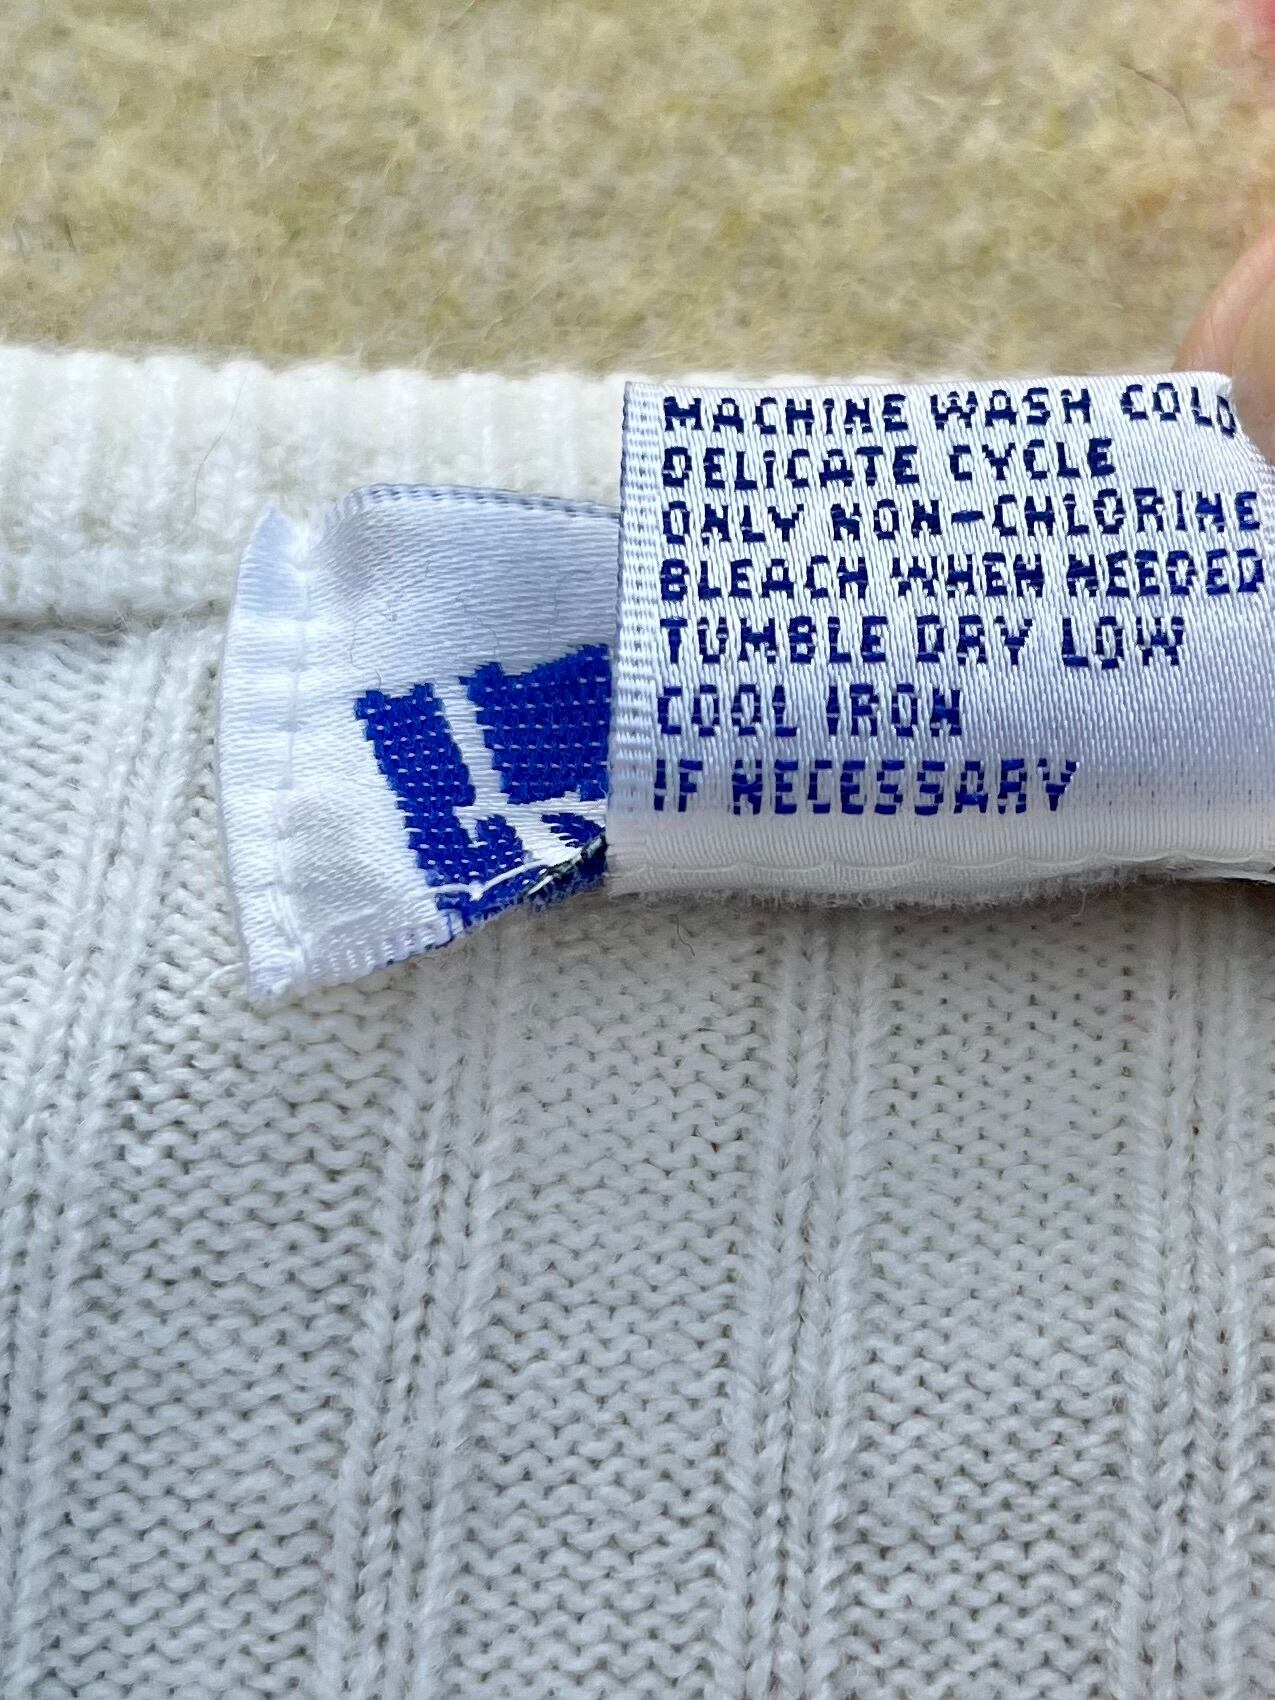 MACHINE WASH COLD
DELICATE CYCLE
ONLY NON-CHLORINE
BLEACH WHEN NEEDED
TUMBLE DRY LOW
COOL IRON
IF NECESSARY